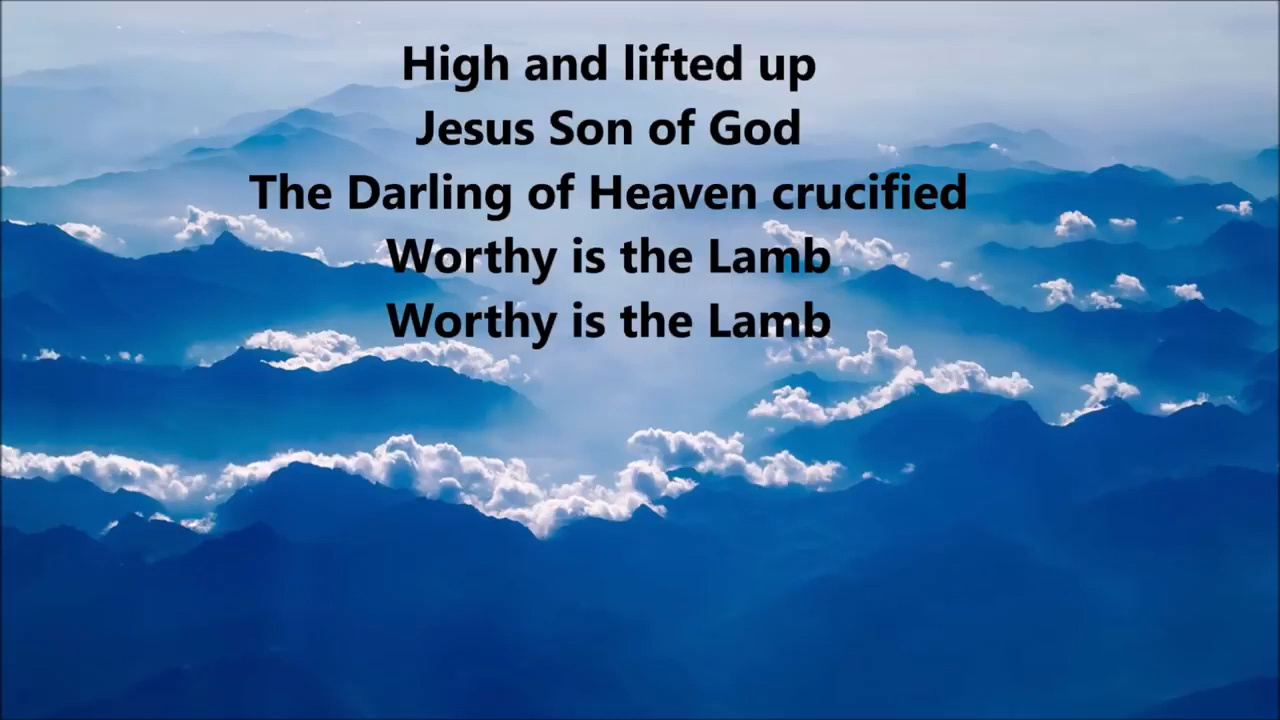 High and lifted up
Jesus Son of God
The Darling of Heaven crucified
Worthy is the Lamb
Worthy is the Lamb